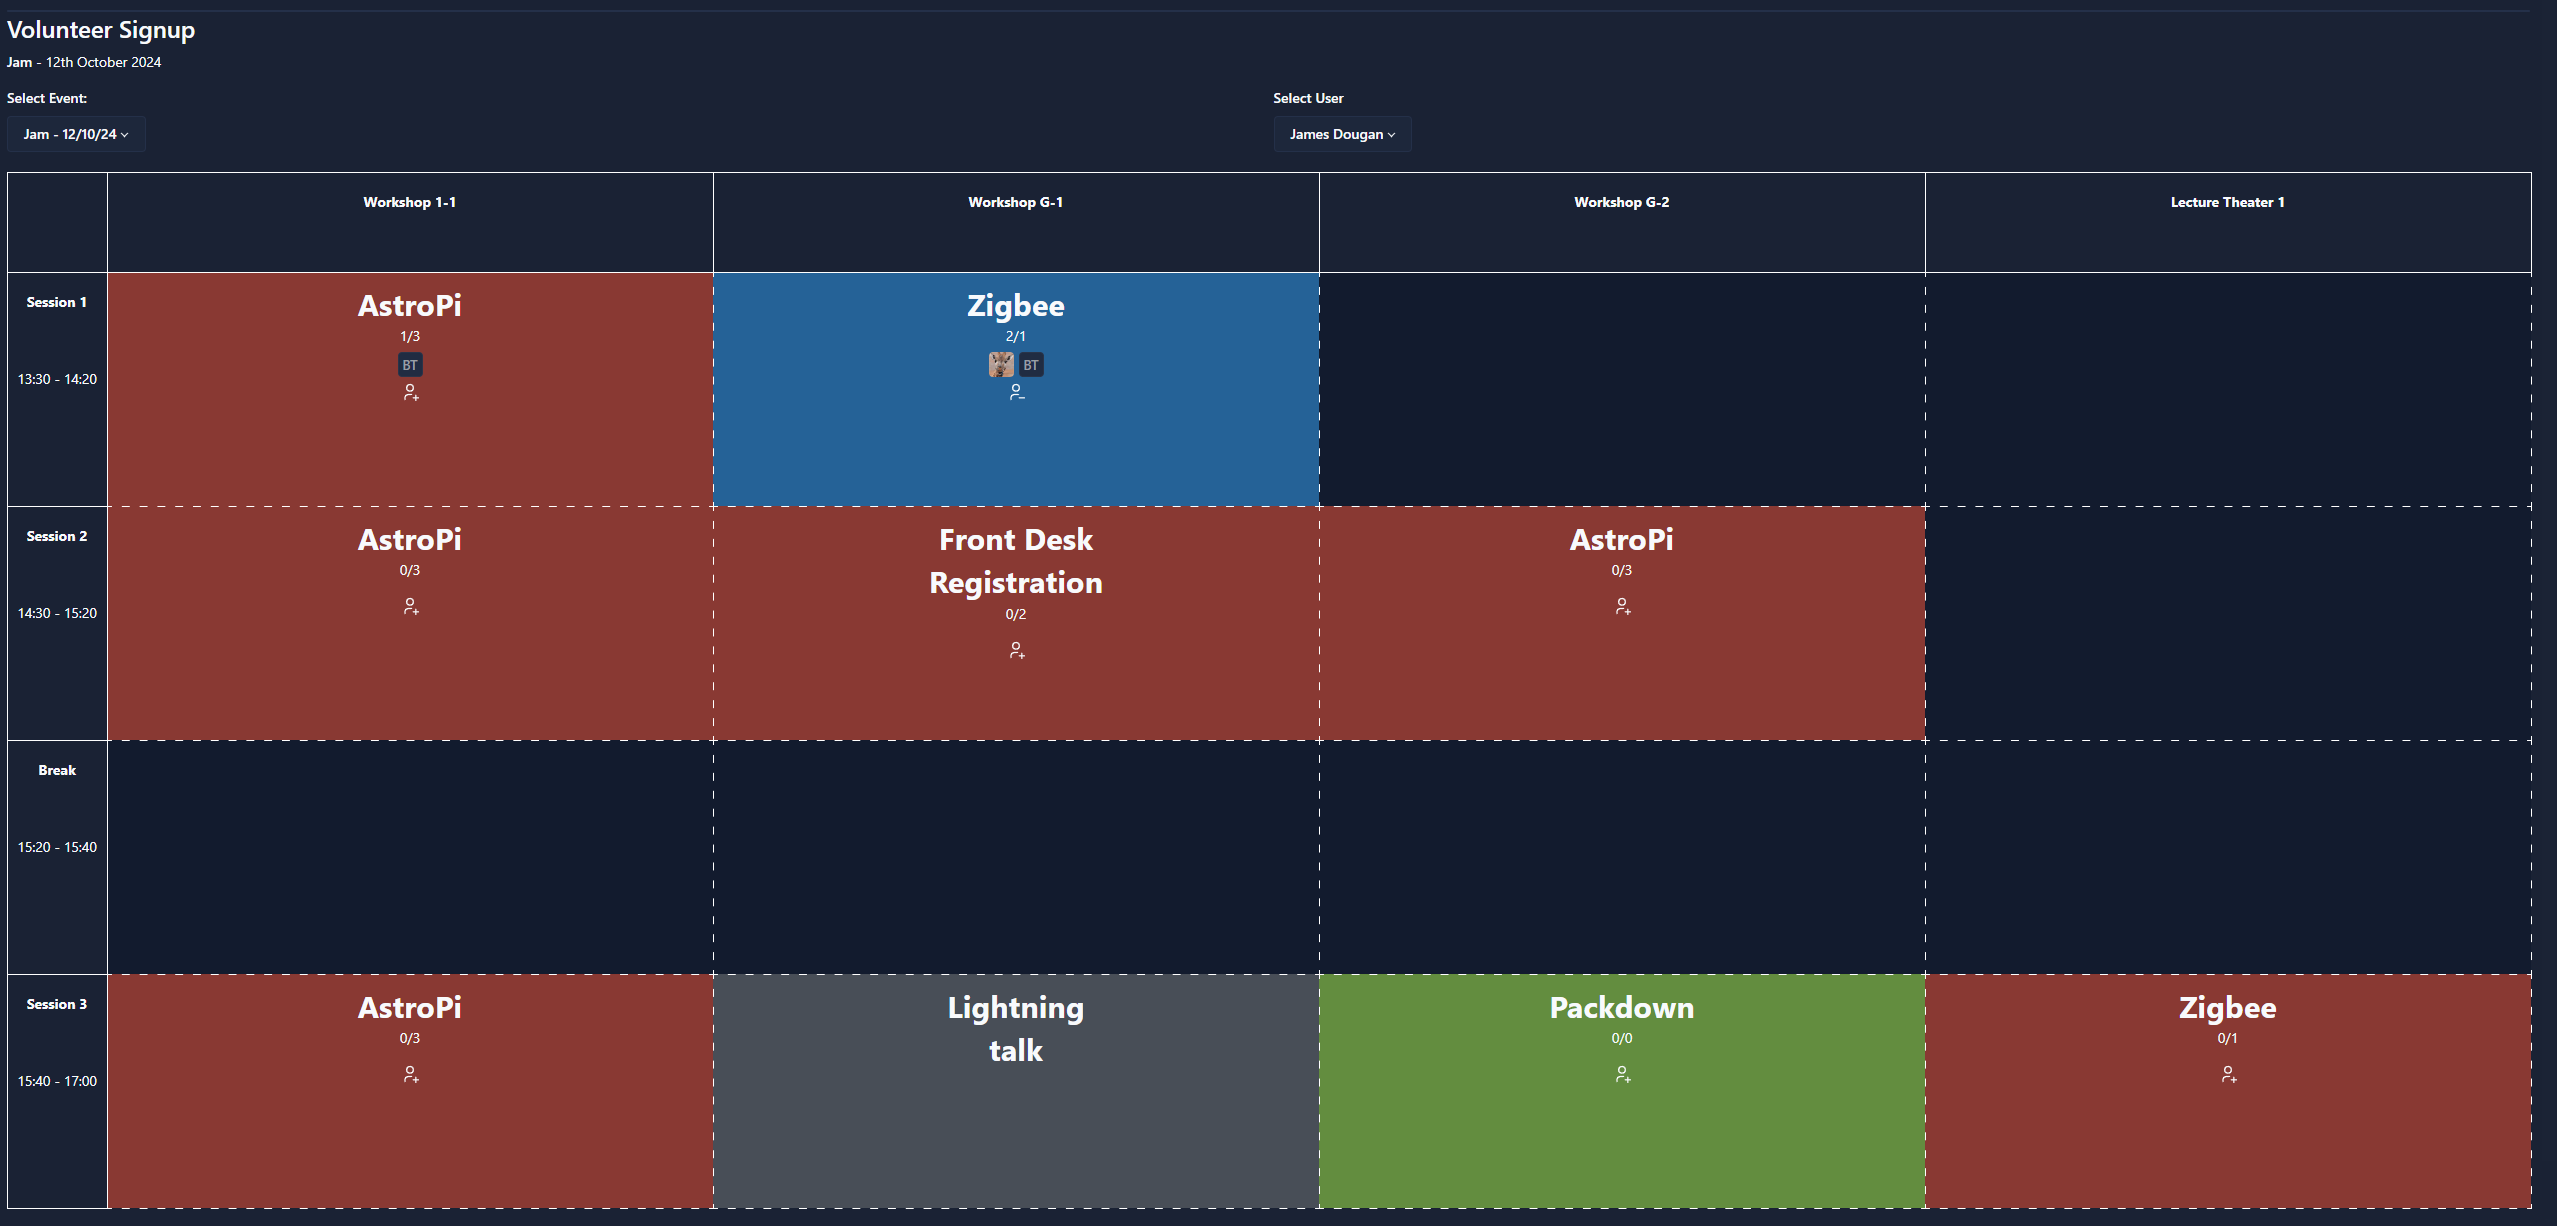 Volunteer Signup
Jam - 12th October 2024
Select Event:
Select User
Jam - 12/10/24
James Dougan
Workshop 1-1
Workshop G-1
Workshop G-2
Lecture Theater 1
Session 1
13:30 - 14:20
AstroPi
1/3
BT
Zigbee
2/1
BT
Session 2
14:30 - 15:20
AstroPi
0/3
Front Desk
Registration
0/2
AstroPi
0/3
Break
15:20 - 15:40
Session 3
15:40 - 17:00
AstroPi
0/3
Lightning
talk
Packdown
0/0
Zigbee
0/1